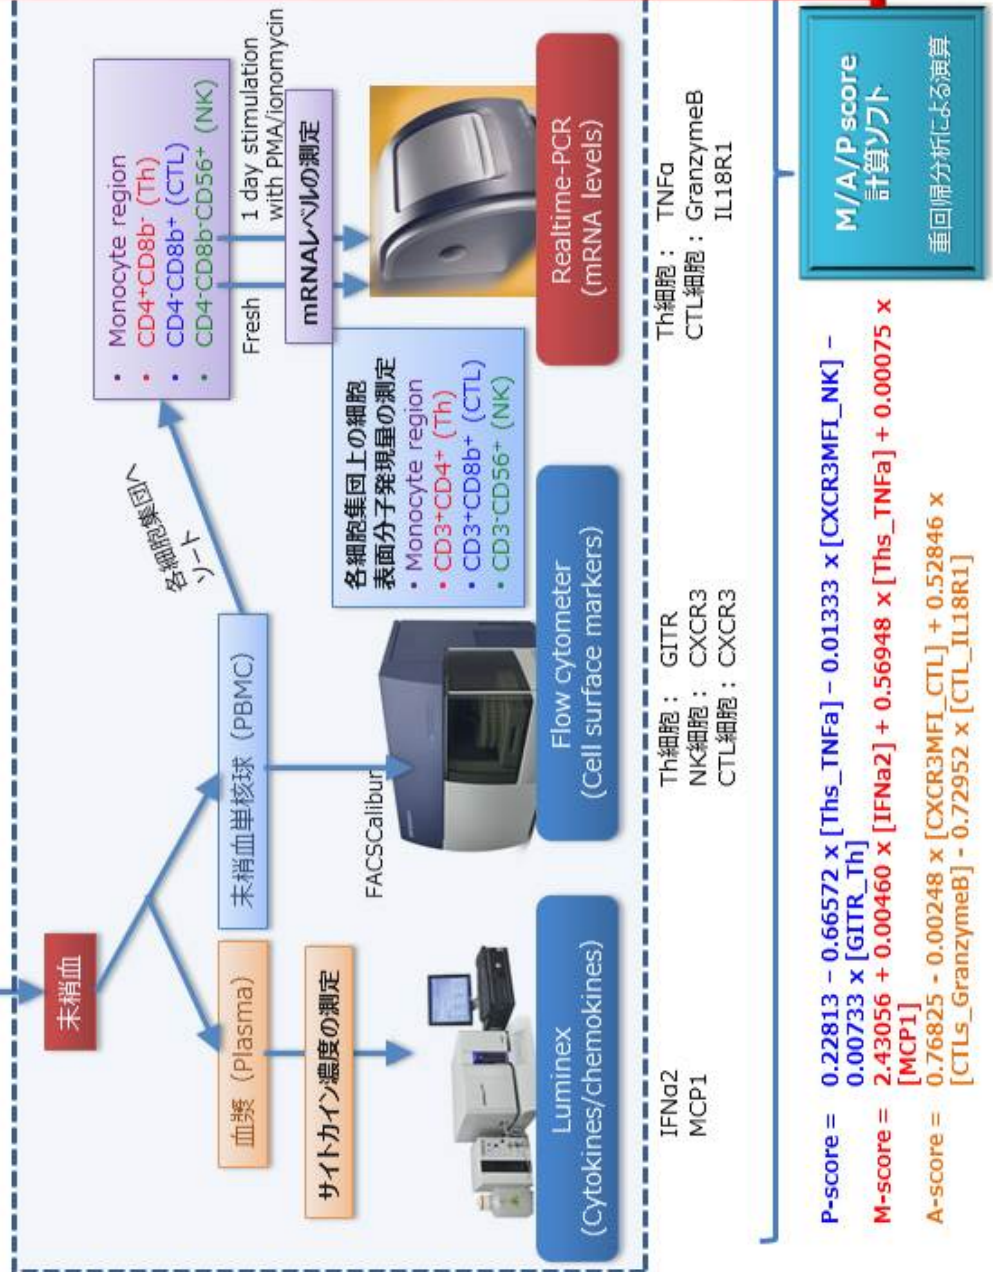 末梢血
血漿（Plasma）
末梢血単核球（PBMC）
各細胞集団へ
ソート
• Monocyte region
• CD4⁺CD8b⁻ (Th)
• CD4⁻CD8b⁺ (CTL)
• CD4⁻CD8b⁻CD56⁺ (NK)
サイトカイン濃度の測定
FACSCalibur
Fresh
1 day stimulation
with PMA/ionomycin
mRNAレベルの測定
各細胞集団上の細胞
表面分子発現量の測定
• Monocyte region
• CD3⁺CD4⁺ (Th)
• CD3⁺CD8b⁺ (CTL)
• CD3⁻CD56⁺ (NK)
Luminex
(Cytokines/chemokines)
Flow cytometer
(Cell surface markers)
Realtime-PCR
(mRNA levels)
IFNα2
MCP1
Th細胞： GITR
NK細胞： CXCR3
CTL細胞： CXCR3
Th細胞： TNFα
CTL細胞： GranzymeB
IL18R1
P-score = 0.22813 – 0.66572 x [Ths_TNFa] – 0.01333 x [CXCR3MFI_NK] –
0.00733 x [GITR_Th]
M-score = 2.43056 + 0.00460 x [IFNa2] + 0.56948 x [Ths_TNFa] + 0.00075 x
[MCP1]
A-score = 0.76825 - 0.00248 x [CXCR3MFI_CTL] + 0.52846 x
[CTLs_GranzymeB] - 0.72952 x [CTL_IL18R1]
M/A/P score
計算ソフト
重回帰分析による演算